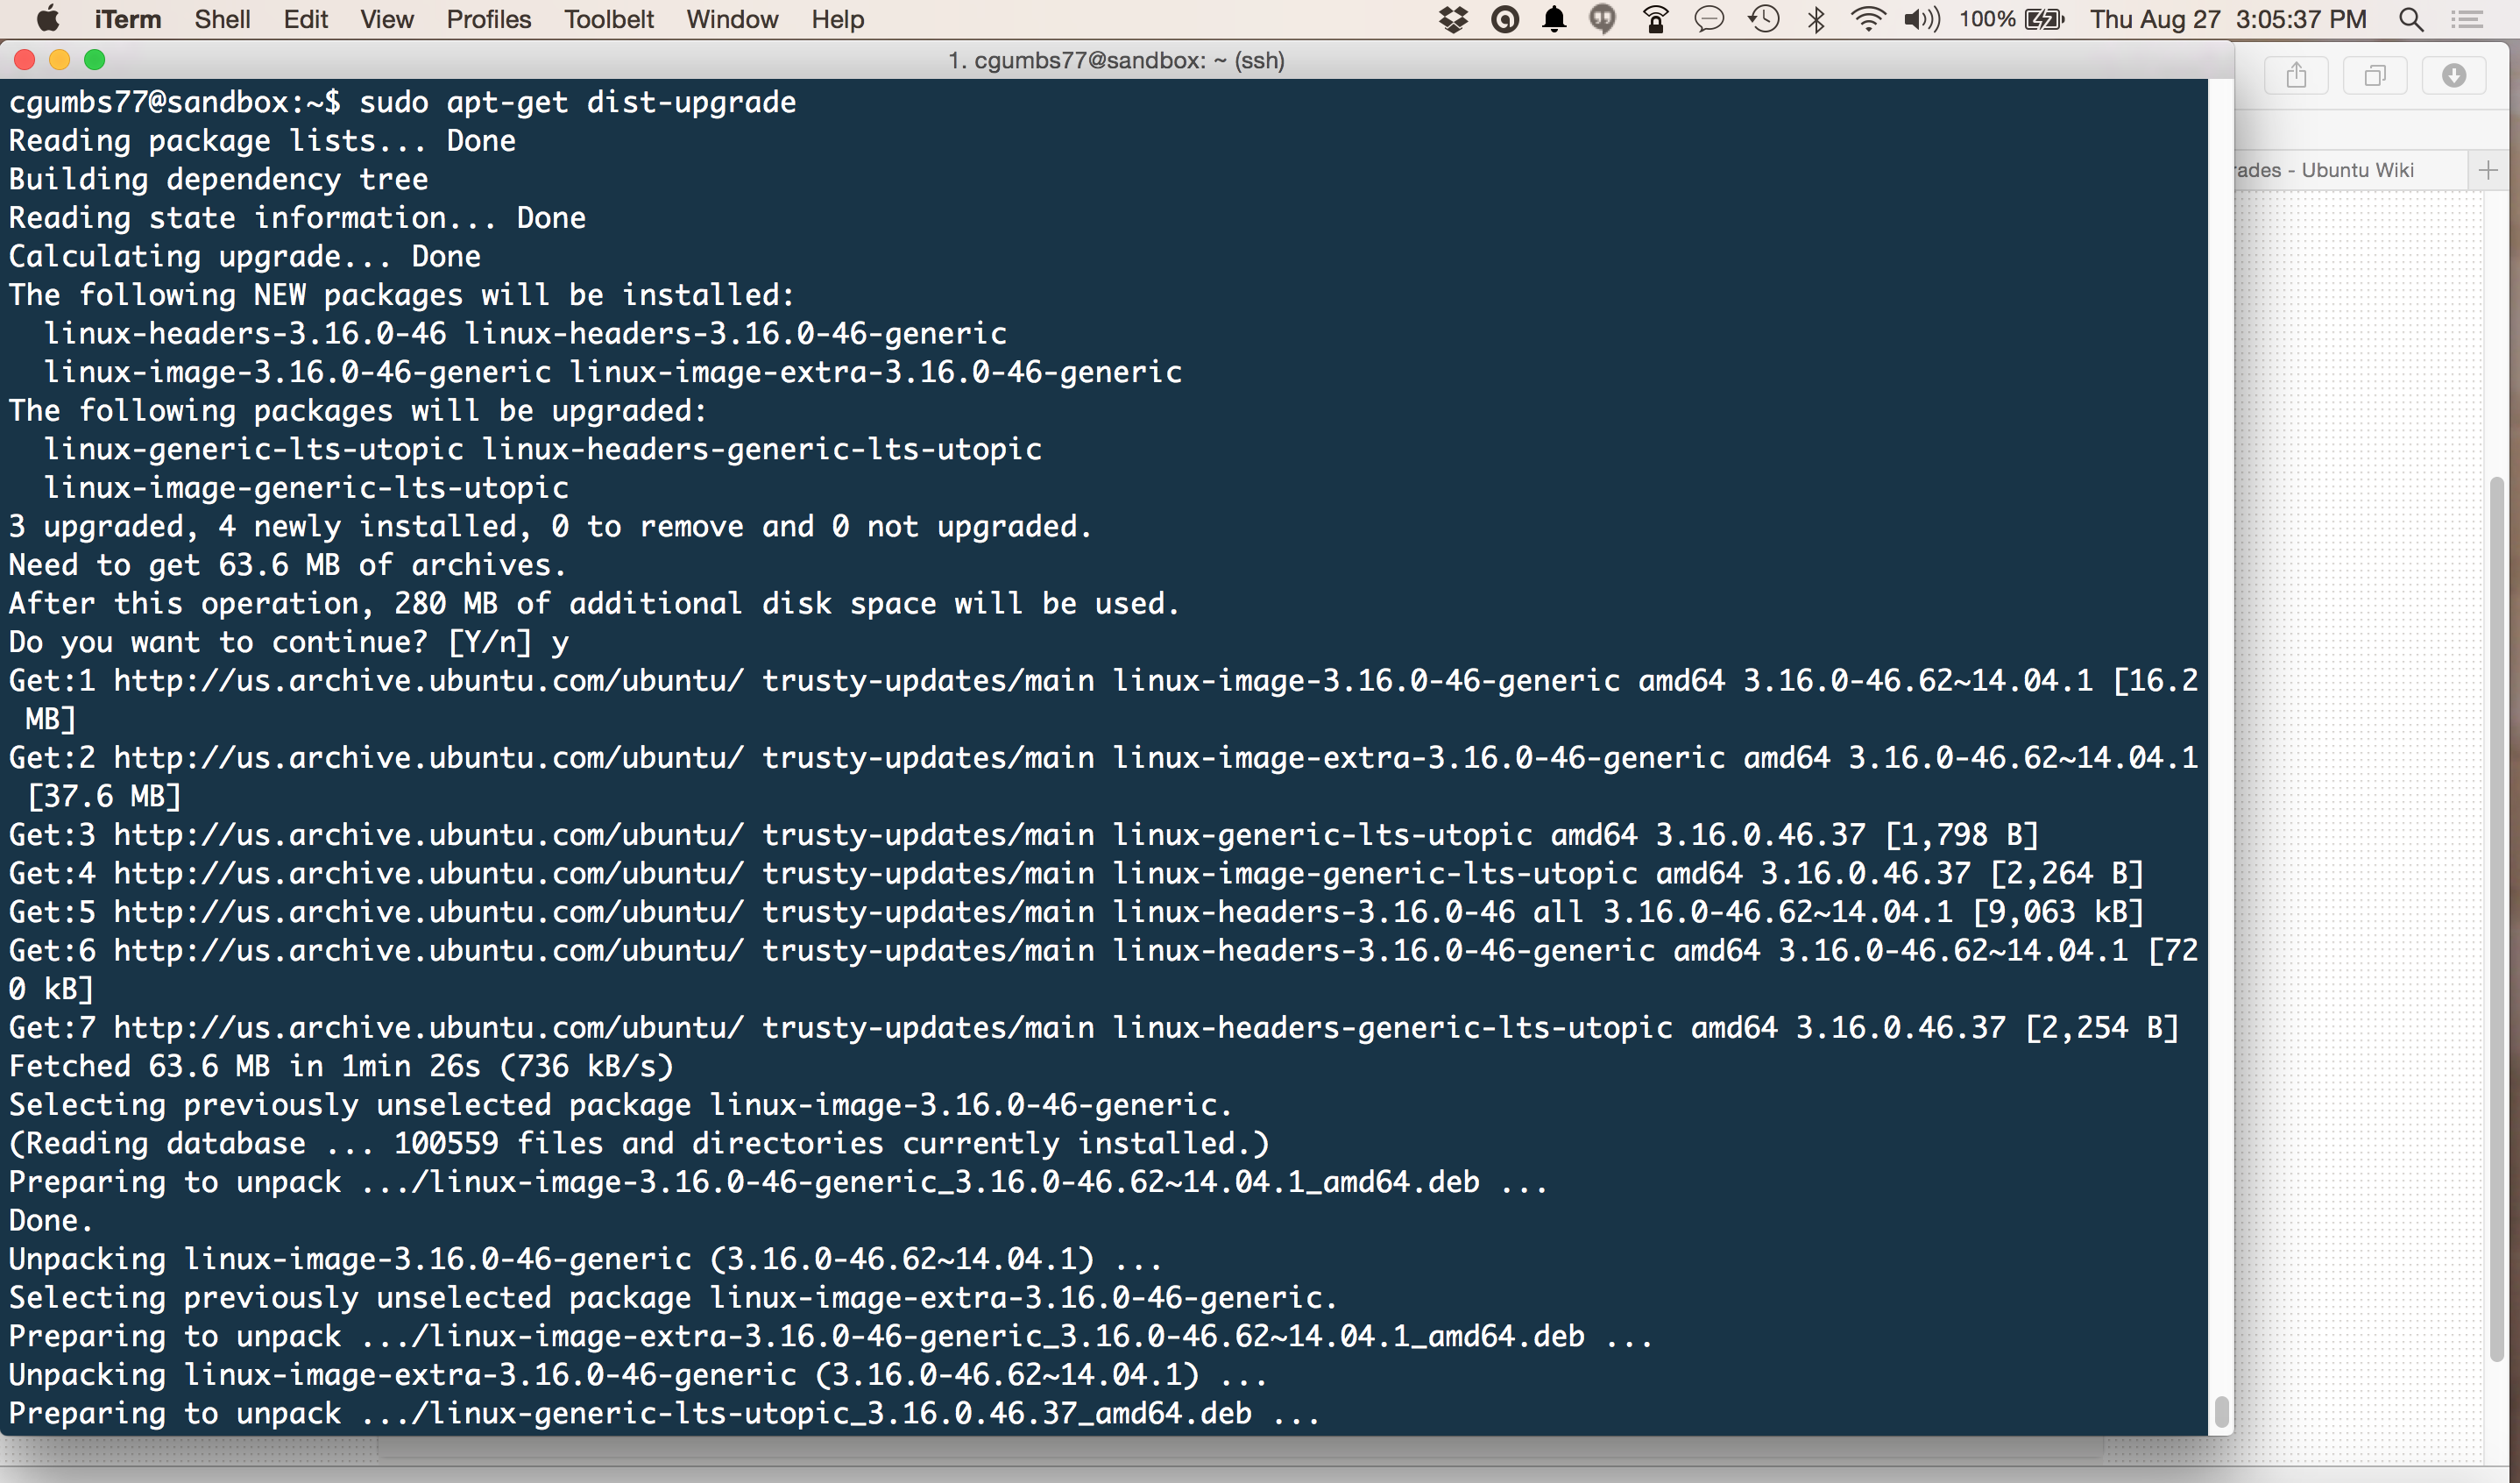 iTerm Shell Edit View Profiles Toolbelt Window Help 100% Thu Aug 27 3:05:37 PM
1. cgumbs77@sandbox: ~ (ssh)
rades - Ubuntu Wiki
cgumbs77@sandbox:~$ sudo apt-get dist-upgrade
Reading package lists... Done
Building dependency tree
Reading state information... Done
Calculating upgrade... Done
The following NEW packages will be installed:
  linux-headers-3.16.0-46 linux-headers-3.16.0-46-generic
  linux-image-3.16.0-46-generic linux-image-extra-3.16.0-46-generic
The following packages will be upgraded:
  linux-generic-lts-utopic linux-headers-generic-lts-utopic
  linux-image-generic-lts-utopic
3 upgraded, 4 newly installed, 0 to remove and 0 not upgraded.
Need to get 63.6 MB of archives.
After this operation, 280 MB of additional disk space will be used.
Do you want to continue? [Y/n] y
Get:1 http://us.archive.ubuntu.com/ubuntu/ trusty-updates/main linux-image-3.16.0-46-generic amd64 3.16.0-46.62~14.04.1 [16.2
 MB]
Get:2 http://us.archive.ubuntu.com/ubuntu/ trusty-updates/main linux-image-extra-3.16.0-46-generic amd64 3.16.0-46.62~14.04.1
 [37.6 MB]
Get:3 http://us.archive.ubuntu.com/ubuntu/ trusty-updates/main linux-generic-lts-utopic amd64 3.16.0.46.37 [1,798 B]
Get:4 http://us.archive.ubuntu.com/ubuntu/ trusty-updates/main linux-image-generic-lts-utopic amd64 3.16.0.46.37 [2,264 B]
Get:5 http://us.archive.ubuntu.com/ubuntu/ trusty-updates/main linux-headers-3.16.0-46 all 3.16.0-46.62~14.04.1 [9,063 kB]
Get:6 http://us.archive.ubuntu.com/ubuntu/ trusty-updates/main linux-headers-3.16.0-46-generic amd64 3.16.0-46.62~14.04.1 [72
0 kB]
Get:7 http://us.archive.ubuntu.com/ubuntu/ trusty-updates/main linux-headers-generic-lts-utopic amd64 3.16.0.46.37 [2,254 B]
Fetched 63.6 MB in 1min 26s (736 kB/s)
Selecting previously unselected package linux-image-3.16.0-46-generic.
(Reading database ... 100559 files and directories currently installed.)
Preparing to unpack .../linux-image-3.16.0-46-generic_3.16.0-46.62~14.04.1_amd64.deb ...
Done.
Unpacking linux-image-3.16.0-46-generic (3.16.0-46.62~14.04.1) ...
Selecting previously unselected package linux-image-extra-3.16.0-46-generic.
Preparing to unpack .../linux-image-extra-3.16.0-46-generic_3.16.0-46.62~14.04.1_amd64.deb ...
Unpacking linux-image-extra-3.16.0-46-generic (3.16.0-46.62~14.04.1) ...
Preparing to unpack .../linux-generic-lts-utopic_3.16.0.46.37_amd64.deb ...